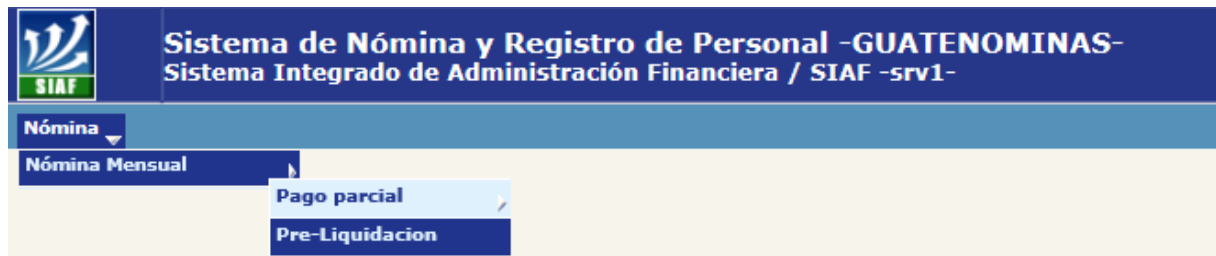 Sistema de Nómina y Registro de Personal -GUATENOMINAS-
SIAF
Sistema Integrado de Administración Financiera / SIAF -srv1-
Nómina
Nómina Mensual
Pago parcial
Pre-Liquidacion